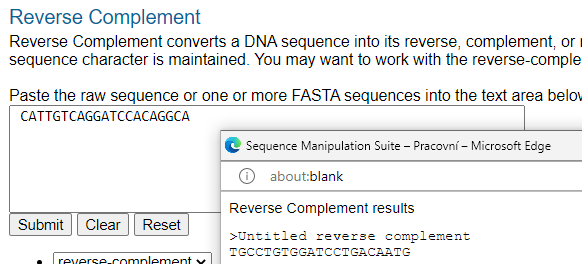 Reverse Complement
Reverse Complement converts a DNA sequence into its reverse, complement, or
sequence character is maintained. You may want to work with the reverse-comple
Paste the raw sequence or one or more FASTA sequences into the text area below
CATTGTCAGGATCCACAGGCA
Sequence Manipulation Suite – Pracovní – Microsoft Edge
about:blank
Reverse Complement results
>Untitled reverse complement
TGCCTGTGGATCCTGACAATG
Submit Clear Reset
reverse-complement